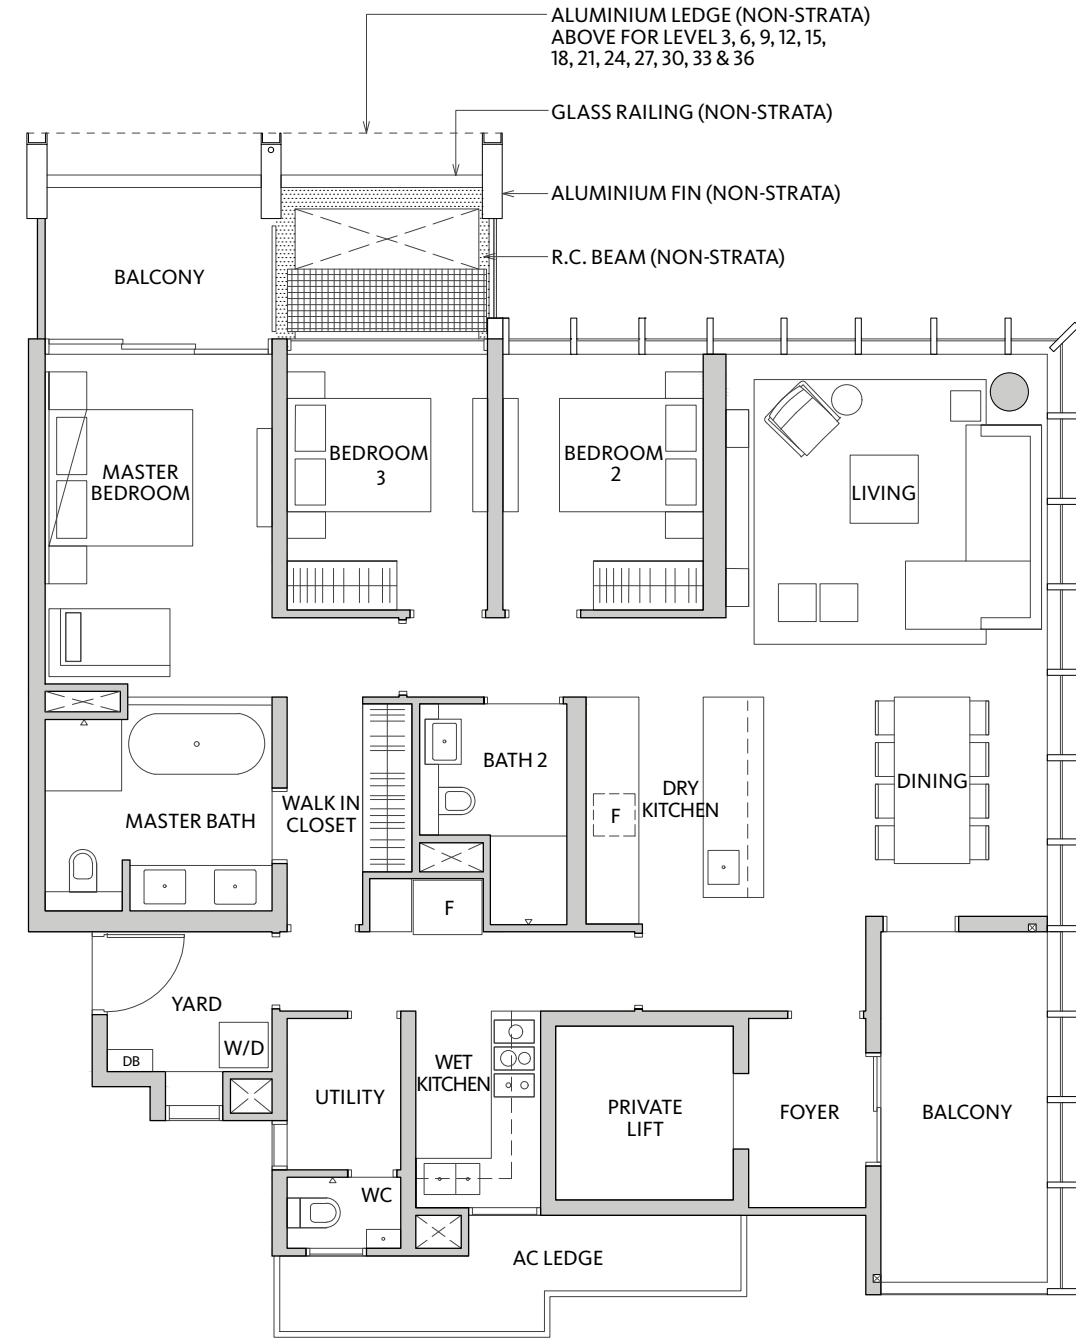 ALUMINIUM LEDGE (NON-STRATA)
ABOVE FOR LEVEL 3, 6, 9, 12, 15,
18, 21, 24, 27, 30, 33 & 36
GLASS RAILING (NON-STRATA)
ALUMINIUM FIN (NON-STRATA)
R.C. BEAM (NON-STRATA)
BALCONY
MASTER
BEDROOM
BEDROOM
3
BEDROOM
2
LIVING
MASTER BATH
WALK IN
CLOSET
BATH 2
F
DRY
KITCHEN
DINING
F
YARD
DB
W/D
UTILITY
WET
KITCHEN
PRIVATE
LIFT
FOYER
BALCONY
WC
AC LEDGE